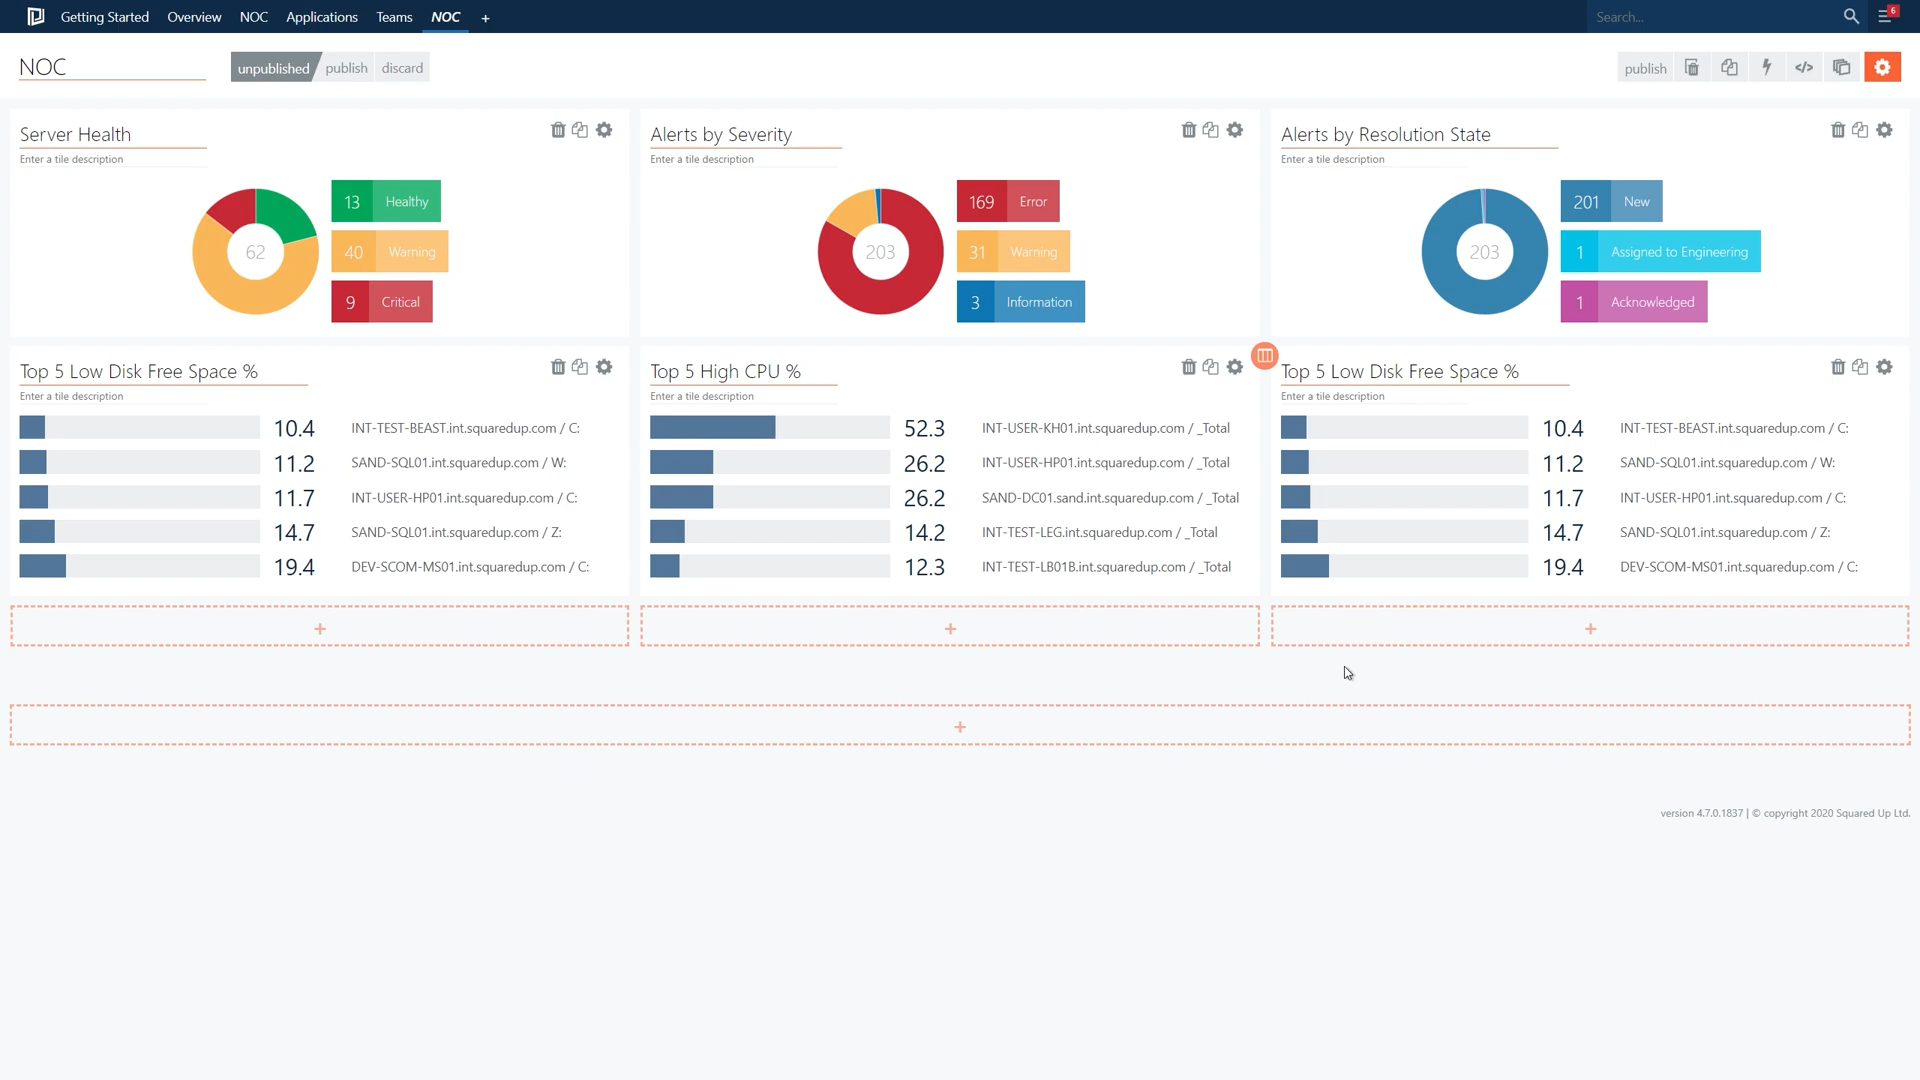 Getting Started Overview NOC Applications Teams NOC + Search... 6
NOC unpublished publish discard publish </>
Server Health
Enter a tile description
62
13 Healthy
40 Warning
9 Critical
Alerts by Severity
Enter a tile description
203
169 Error
31 Warning
3 Information
Alerts by Resolution State
Enter a tile description
203
201 New
1 Assigned to Engineering
1 Acknowledged
Top 5 Low Disk Free Space %
Enter a tile description
10.4 INT-TEST-BEAST.int.squaredup.com / C:
11.2 SAND-SQL01.int.squaredup.com / W:
11.7 INT-USER-HP01.int.squaredup.com / C:
14.7 SAND-SQL01.int.squaredup.com / Z:
19.4 DEV-SCOM-MS01.int.squaredup.com / C:
Top 5 High CPU %
Enter a tile description
52.3 INT-USER-KH01.int.squaredup.com / _Total
26.2 INT-USER-HP01.int.squaredup.com / _Total
26.2 SAND-DC01.sand.int.squaredup.com / _Total
14.2 INT-TEST-LEG.int.squaredup.com / _Total
12.3 INT-TEST-LB01B.int.squaredup.com / _Total
Top 5 Low Disk Free Space %
Enter a tile description
10.4 INT-TEST-BEAST.int.squaredup.com / C:
11.2 SAND-SQL01.int.squaredup.com / W:
11.7 INT-USER-HP01.int.squaredup.com / C:
14.7 SAND-SQL01.int.squaredup.com / Z:
19.4 DEV-SCOM-MS01.int.squaredup.com / C:
+ + +
+
version 4.7.0.1837 | © copyright 2020 Squared Up Ltd.